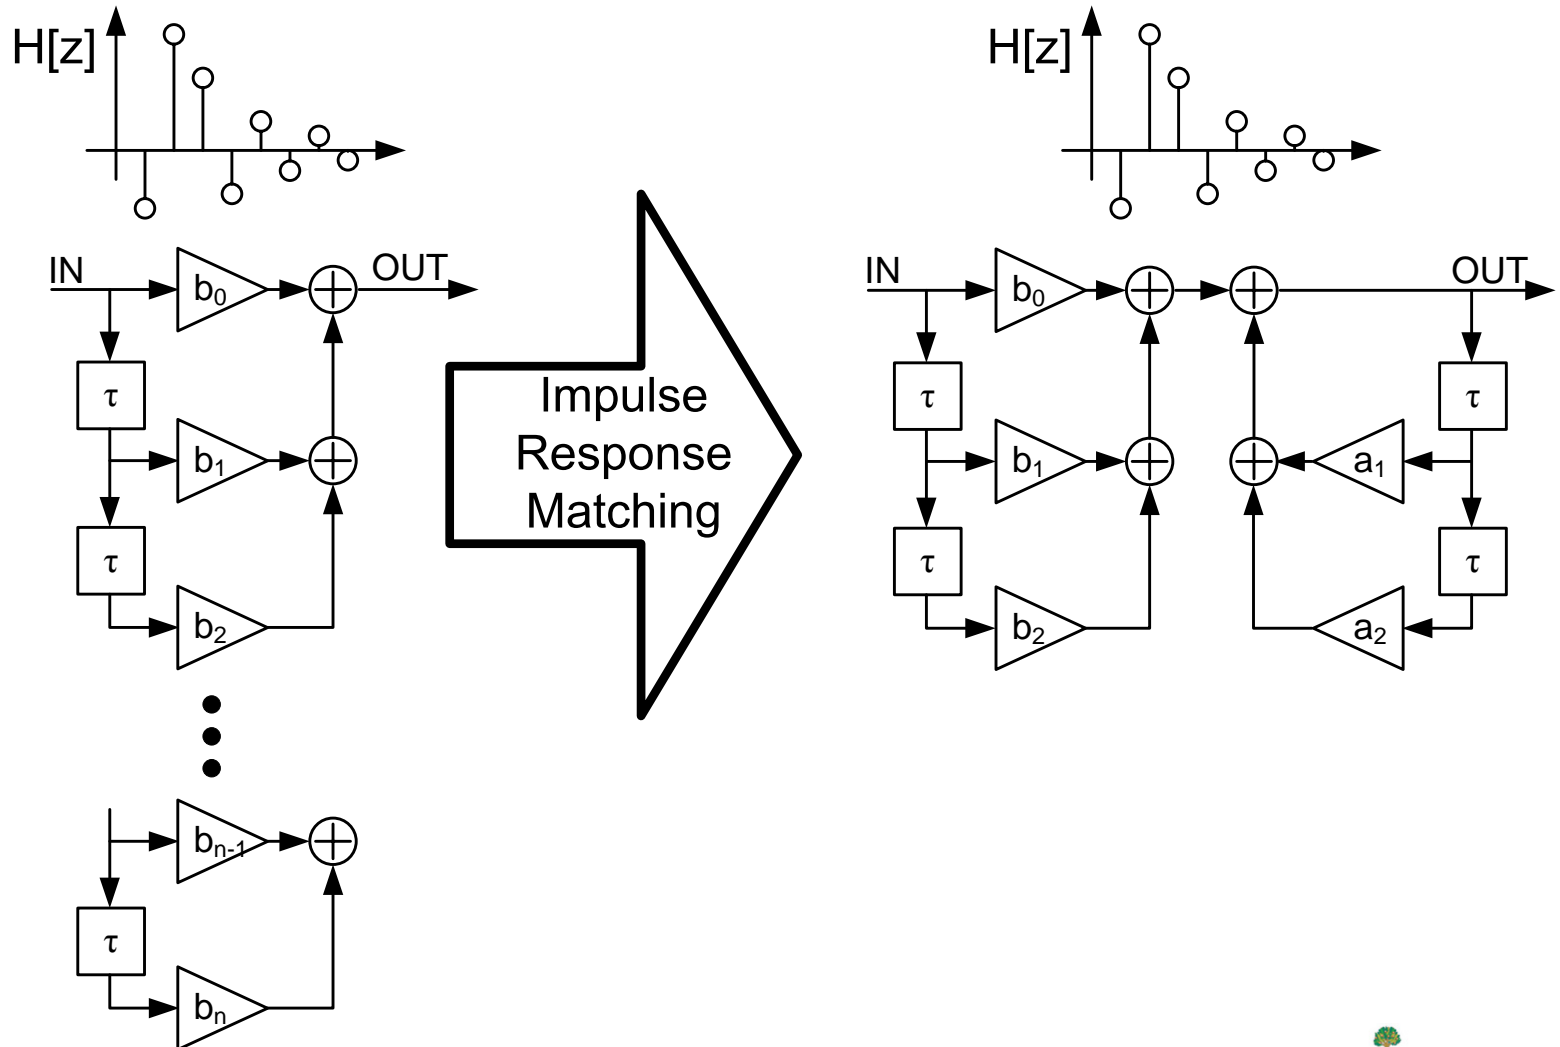 H[z]
IN
b0
OUT
τ
b1
τ
b2
bn-1
τ
bn
Impulse
Response
Matching
H[z]
IN
b0
OUT
τ
τ
b1
a1
τ
τ
b2
a2